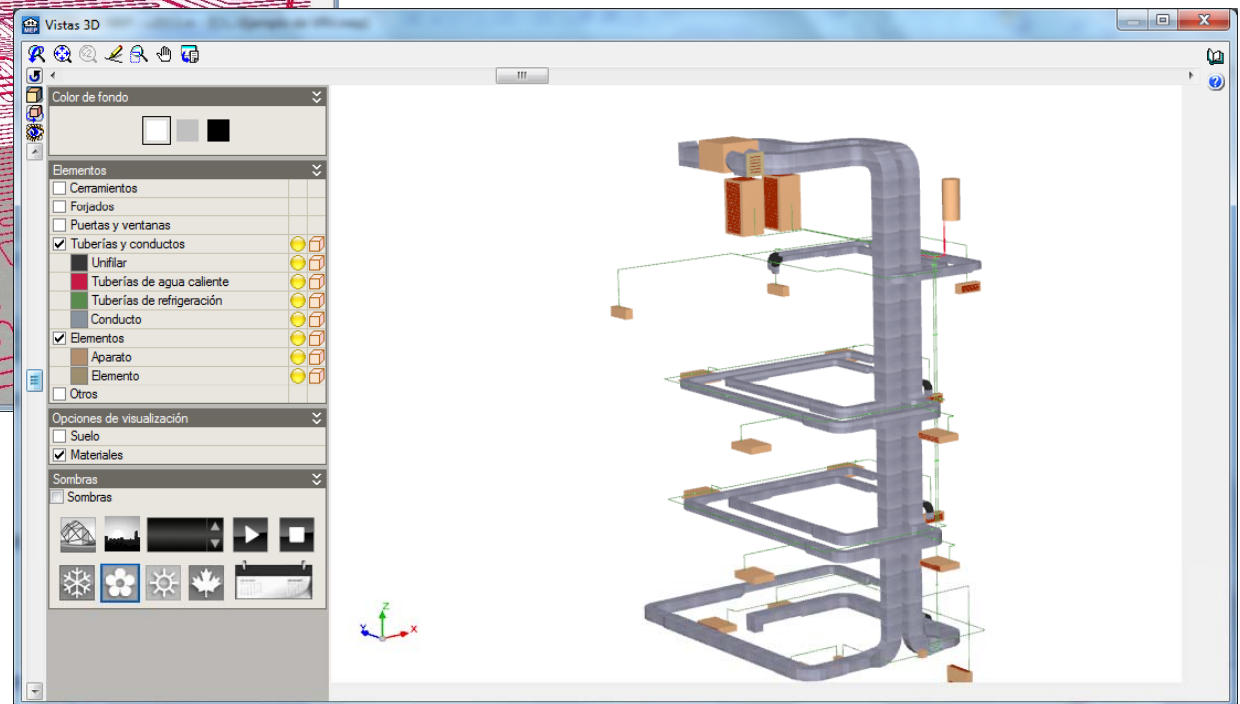 MEP
Vistas 3D
Color de fondo
Elementos
Cerramientos
Forjados
Puertas y ventanas
Tuberías y conductos
Unifilar
Tuberías de agua caliente
Tuberías de refrigeración
Conducto
Elementos
Aparato
Elemento
Otros
Opciones de visualización
Suelo
Materiales
Sombras
Sombras
Z
Y
X